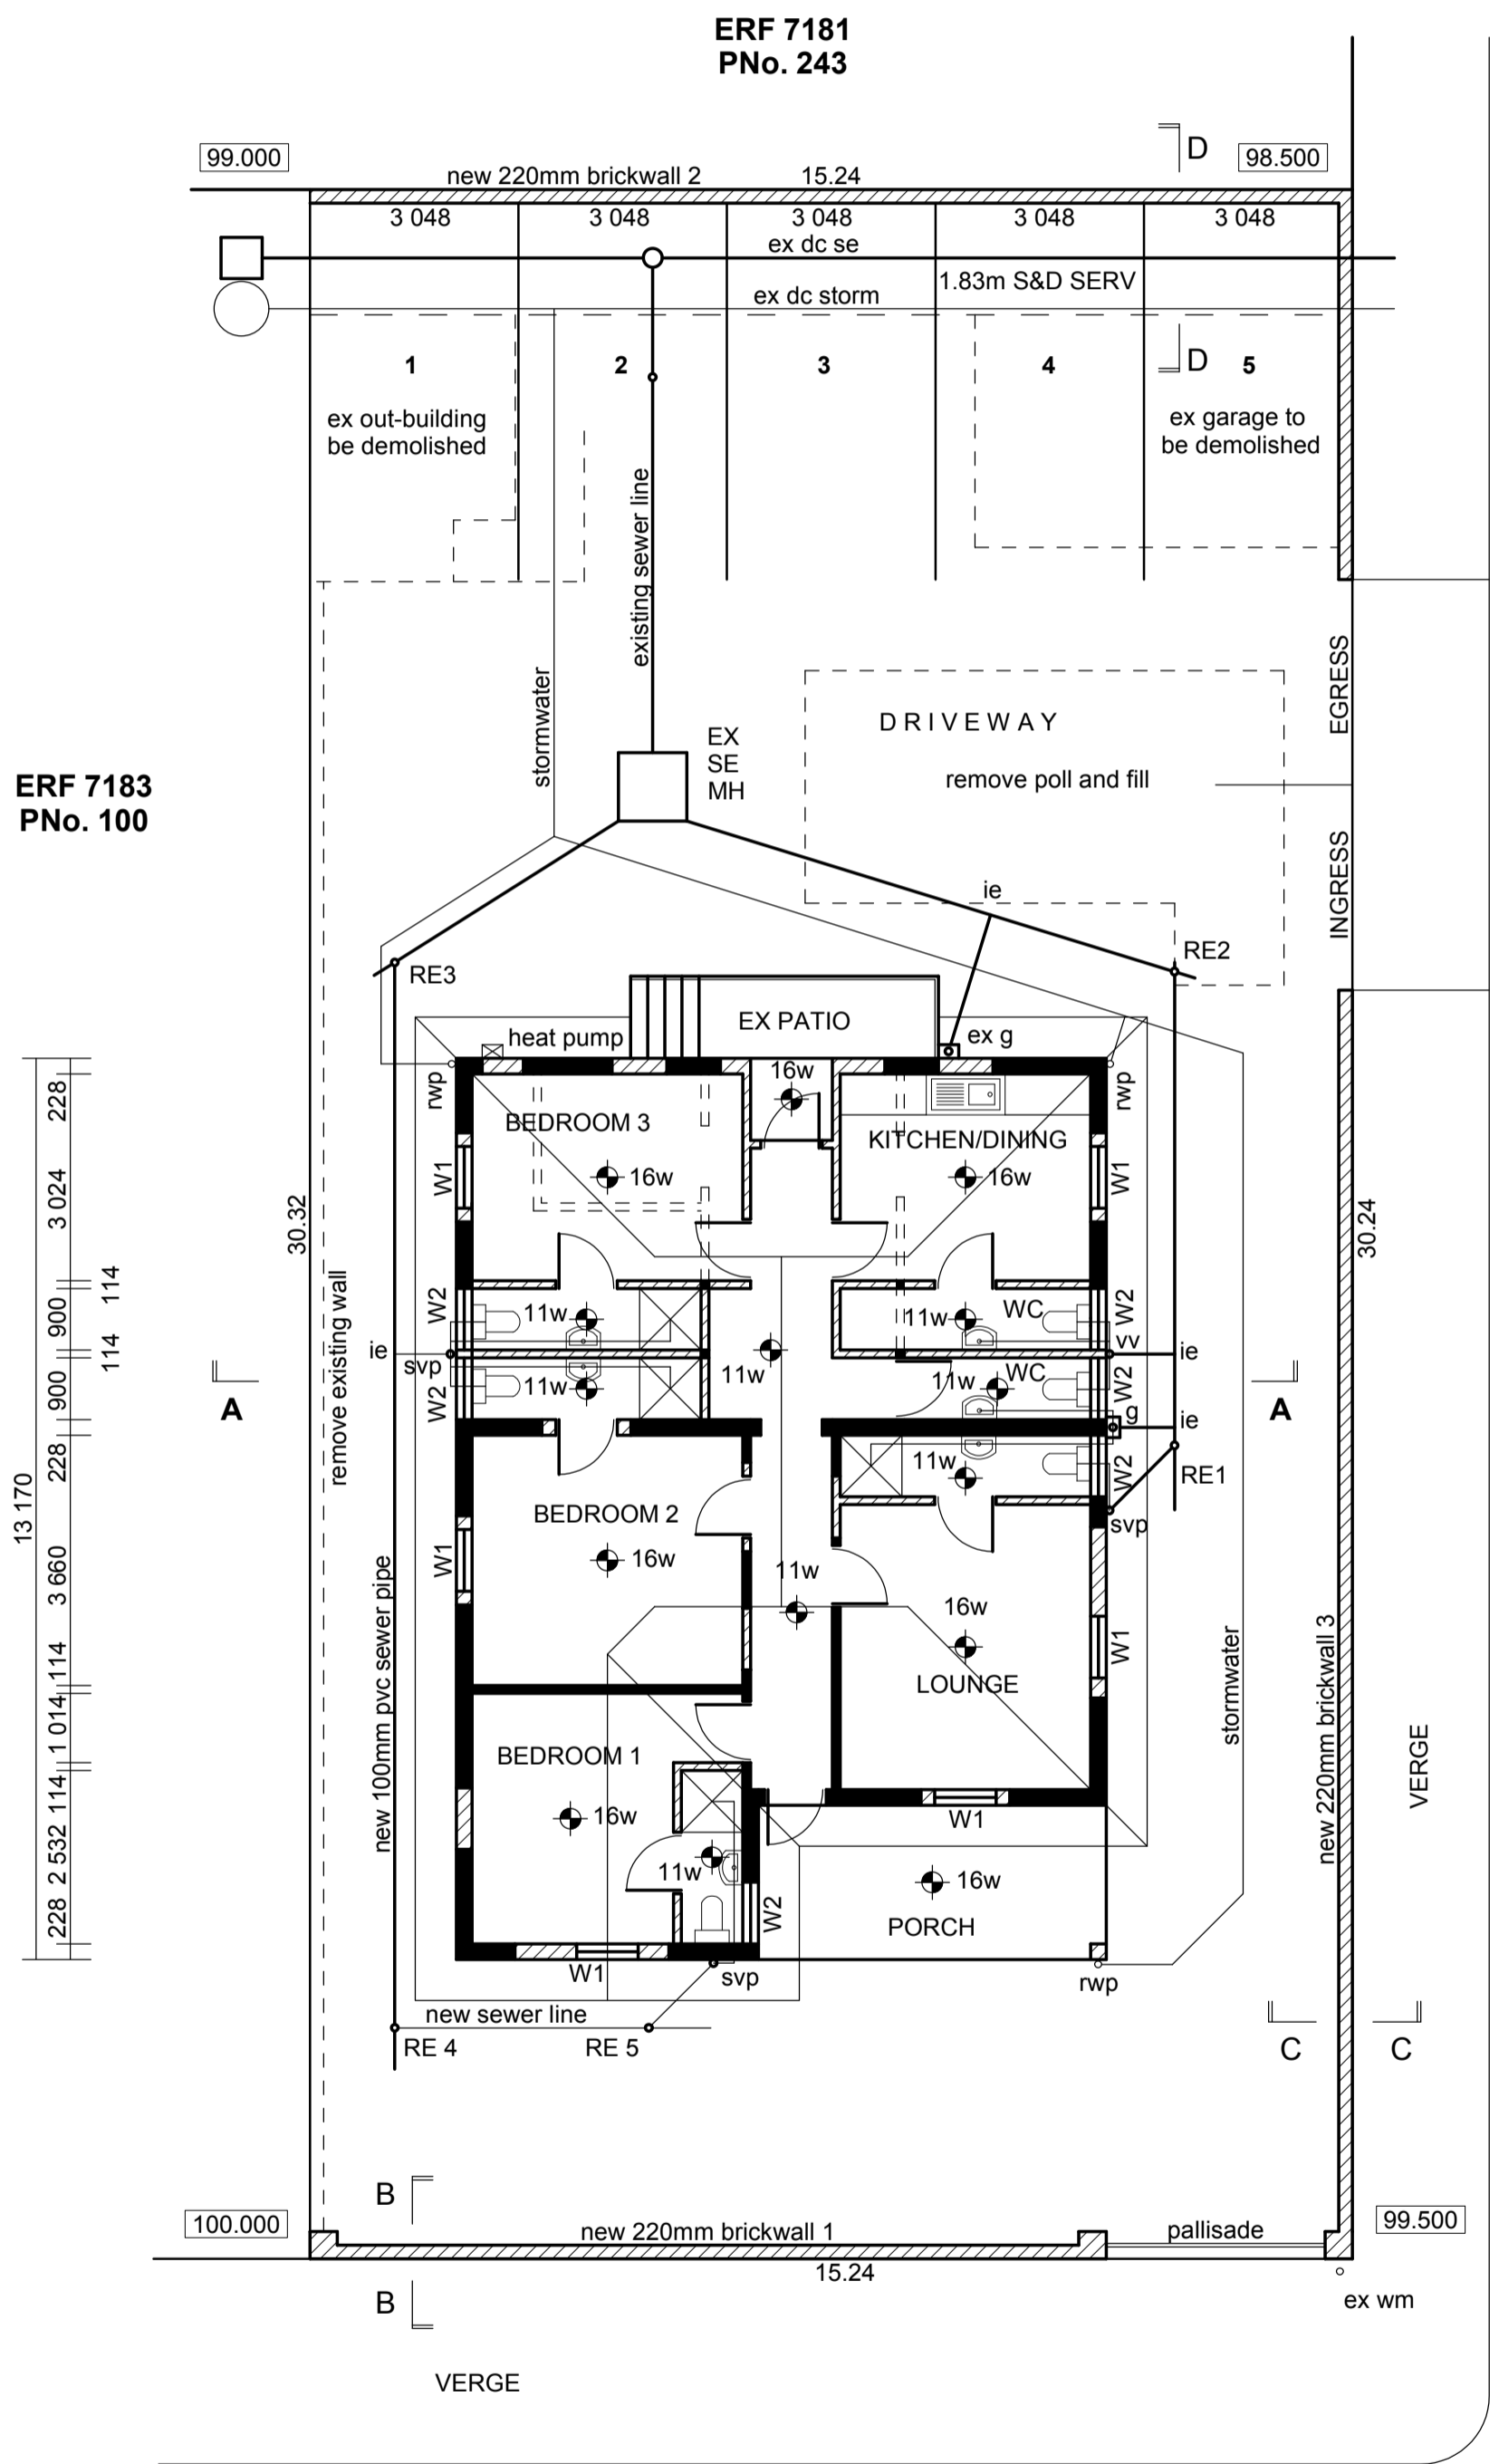 ERF 7181
PNo. 243
99.000
98.500
D
new 220mm brickwall 2
15.24
3 048
3 048
3 048
3 048
3 048
ex dc se
1.83m S&D SERV
ex dc storm
D
1
2
3
4
5
ex out-building
be demolished
ex garage to
be demolished
existing sewer line
stormwater
EGRESS
DRIVEWAY
EX
SE
MH
remove poll and fill
ERF 7183
PNo. 100
INGRESS
ie
RE2
RE3
EX PATIO
heat pump
ex g
16w
rwp
rwp
228
BEDROOM 3
KITCHEN/DINING
16w
16w
W1
W1
3 024
30.32
30.24
remove existing wall
114
900
114
900
228
W2
11w
11w
WC
W2
vv
ie
ie
svp
11w
W2
11w
11w
WC
W2
g
ie
A
A
11w
W2
RE1
svp
13 170
BEDROOM 2
16w
W1
3 660
11w
16w
W1
LOUNGE
new 100mm pvc sewer pipe
stormwater
new 220mm brickwall 3
VERGE
114
1 014
114
2 532
228
BEDROOM 1
16w
W1
11w
W2
16w
PORCH
W1
svp
rwp
new sewer line
RE 4
RE 5
C
C
B
100.000
new 220mm brickwall 1
pallisade
99.500
15.24
B
ex wm
VERGE